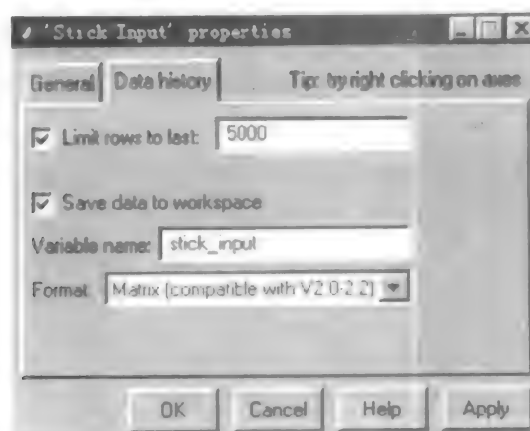 'Stick Input' properties
General Data history Tip: try right clicking on axes
Limit rows to last: 5000
Save data to workspace
Variable name: stick_input
Format: Matrix (compatible with V2.0-2.2)
OK Cancel Help Apply